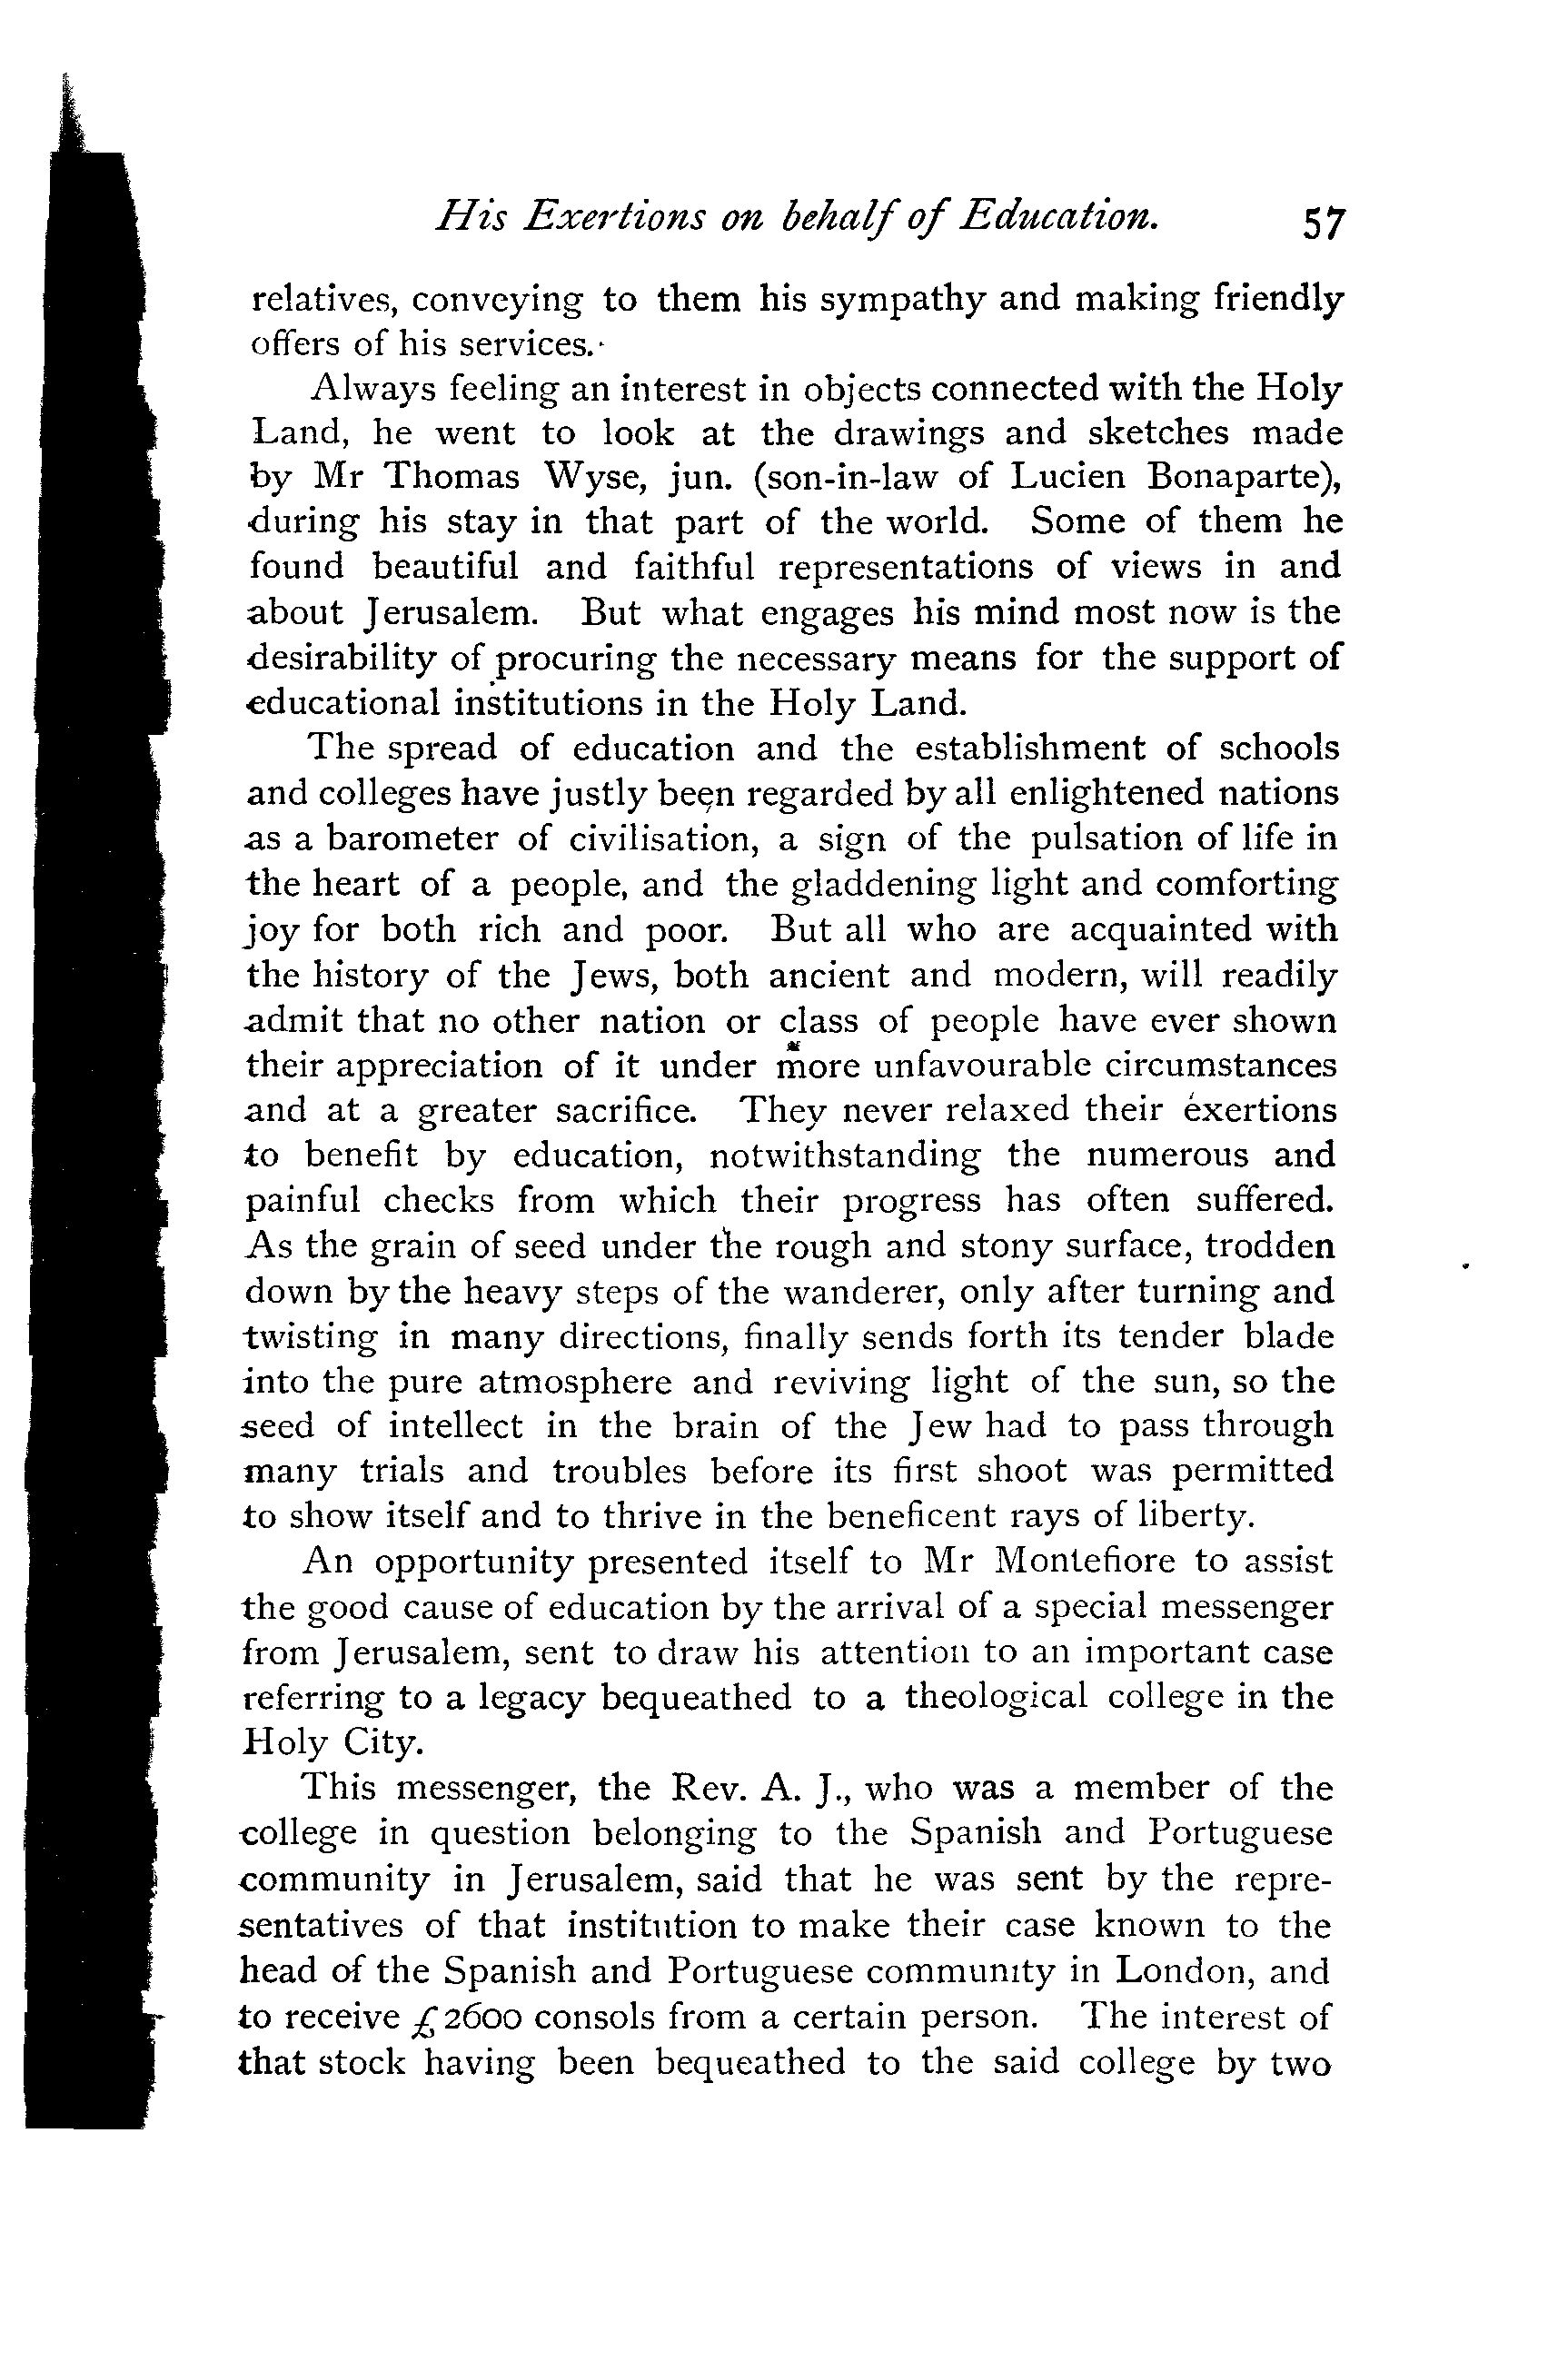 His Exertions on behalf of Education. 57
relatives, conveying to them his sympathy and making friendly
offers of his services.
Always feeling an interest in objects connected with the Holy
Land, he went to look at the drawings and sketches made
by Mr Thomas Wyse, jun. (son-in-law of Lucien Bonaparte),
during his stay in that part of the world. Some of them he
found beautiful and faithful representations of views in and
about Jerusalem. But what engages his mind most now is the
desirability of procuring the necessary means for the support of
educational institutions in the Holy Land.
The spread of education and the establishment of schools
and colleges have justly been regarded by all enlightened nations
as a barometer of civilisation, a sign of the pulsation of life in
the heart of a people, and the gladdening light and comforting
joy for both rich and poor. But all who are acquainted with
the history of the Jews, both ancient and modern, will readily
admit that no other nation or class of people have ever shown
their appreciation of it under more unfavourable circumstances
and at a greater sacrifice. They never relaxed their exertions
to benefit by education, notwithstanding the numerous and
painful checks from which their progress has often suffered.
As the grain of seed under the rough and stony surface, trodden
down by the heavy steps of the wanderer, only after turning and
twisting in many directions, finally sends forth its tender blade
into the pure atmosphere and reviving light of the sun, so the
seed of intellect in the brain of the Jew had to pass through
many trials and troubles before its first shoot was permitted
to show itself and to thrive in the beneficent rays of liberty.
An opportunity presented itself to Mr Montefiore to assist
the good cause of education by the arrival of a special messenger
from Jerusalem, sent to draw his attention to an important case
referring to a legacy bequeathed to a theological college in the
Holy City.
This messenger, the Rev. A. J., who was a member of the
college in question belonging to the Spanish and Portuguese
community in Jerusalem, said that he was sent by the repre-
sentatives of that institution to make their case known to the
head of the Spanish and Portuguese community in London, and
to receive £2600 consols from a certain person. The interest of
that stock having been bequeathed to the said college by two